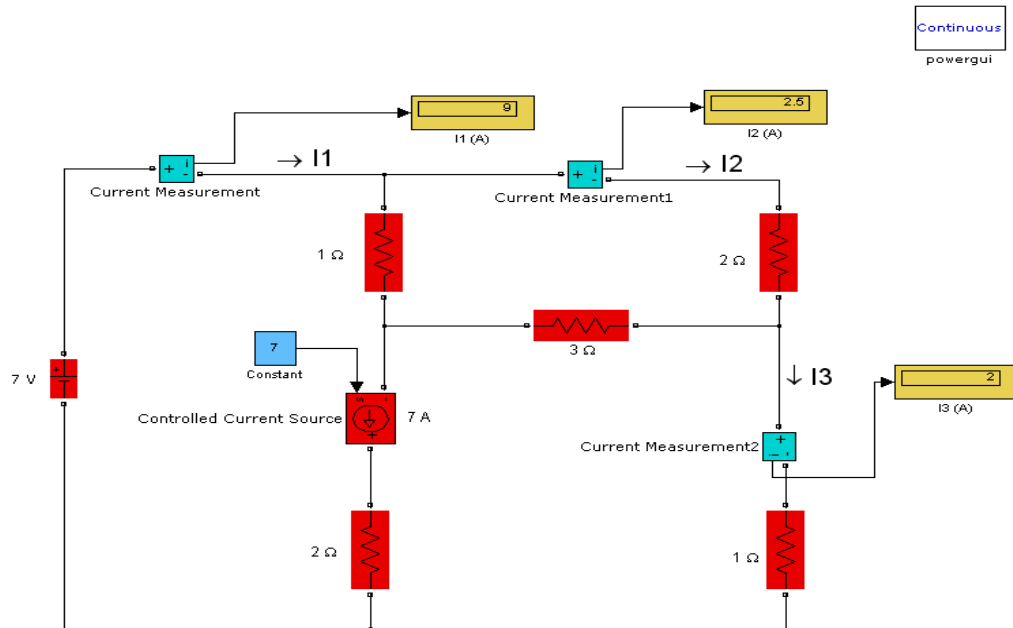 Continuous
powergui
9
I1 (A)
2.5
I2 (A)
+ i -
→ I1
+ i -
→ I2
Current Measurement
Current Measurement1
1 Ω
2 Ω
3 Ω
7
Constant
↓ I3
7 V
+
2
I3 (A)
Controlled Current Source
s -
+
7 A
Current Measurement2
+ i -
2 Ω
1 Ω